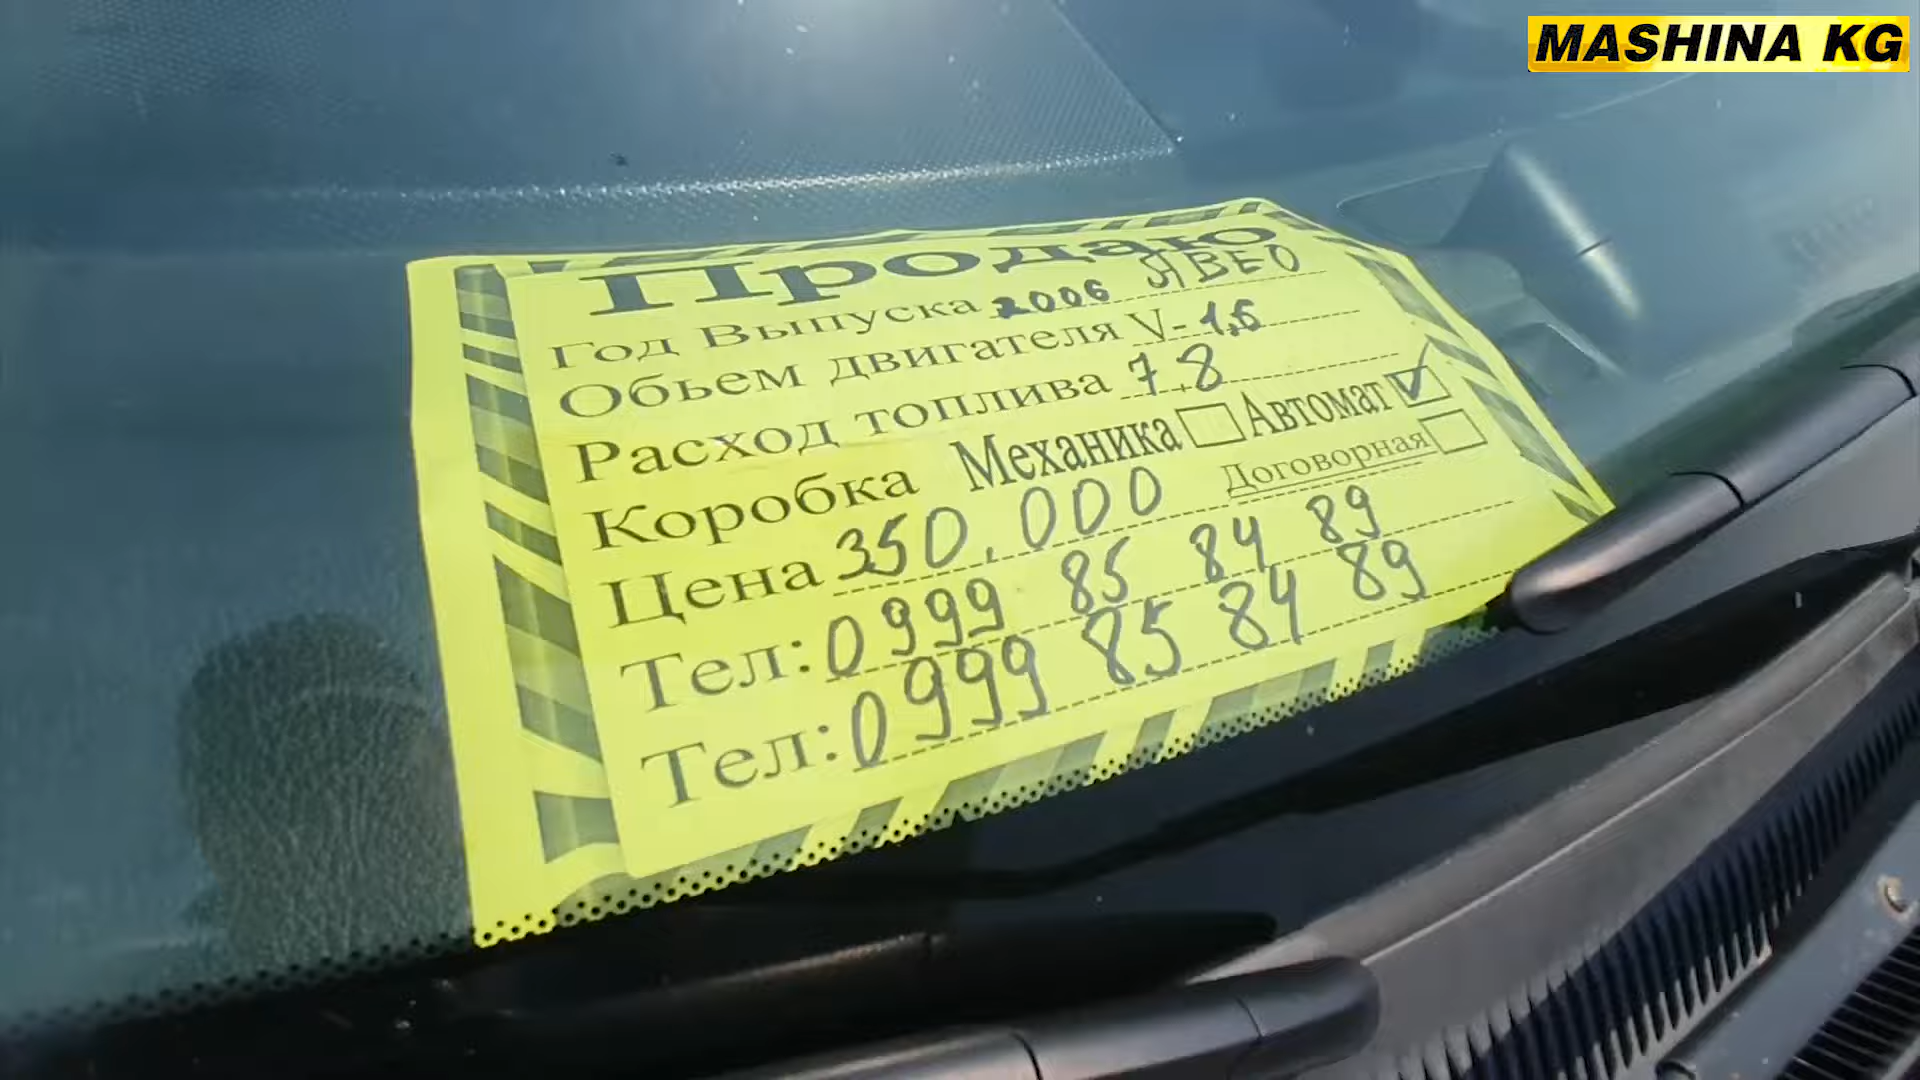 MASHINA KG
Продаю
Год Выпуска 2006 АВЕО
Обьем двигателя V-1,6
Расход топлива 7,8
Коробка Механика Автомат ✓
Цена 350.000 Договорная
Тел: 0999 85 84 89
Тел: 0999 85 84 89